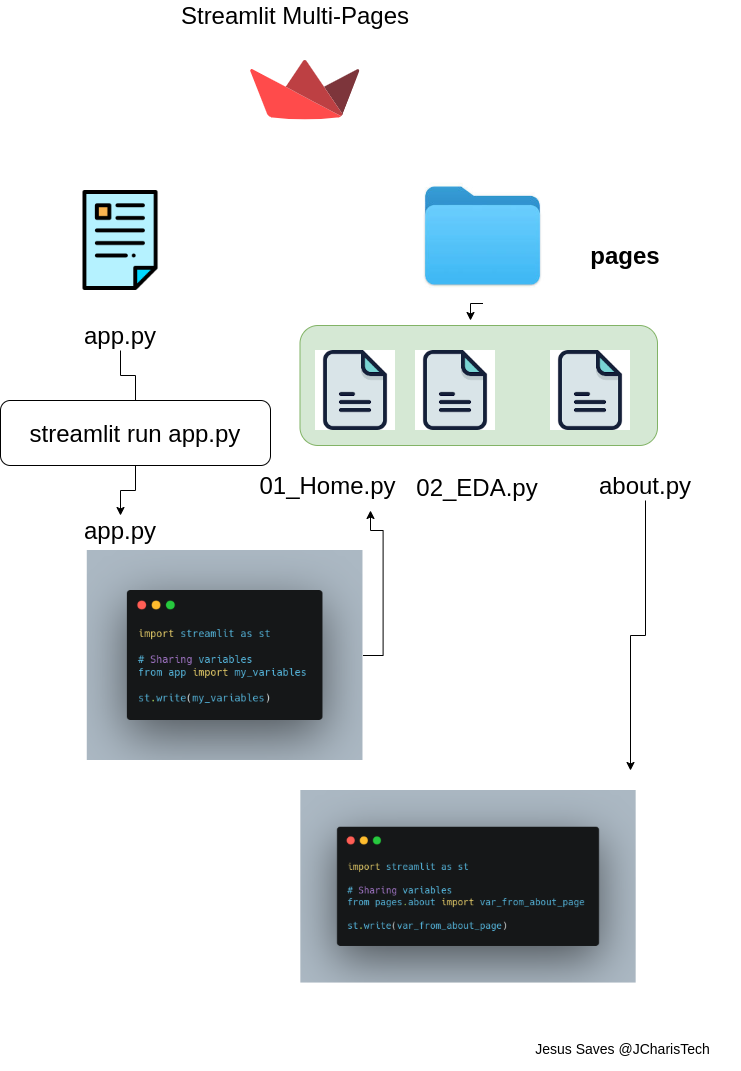 Streamlit Multi-Pages
pages
app.py
streamlit run app.py
01_Home.py
02_EDA.py
about.py
app.py
import streamlit as st
# Sharing variables
from app import my_variables
st.write(my_variables)
import streamlit as st
# Sharing variables
from pages.about import var_from_about_page
st.write(var_from_about_page)
Jesus Saves @JCharisTech